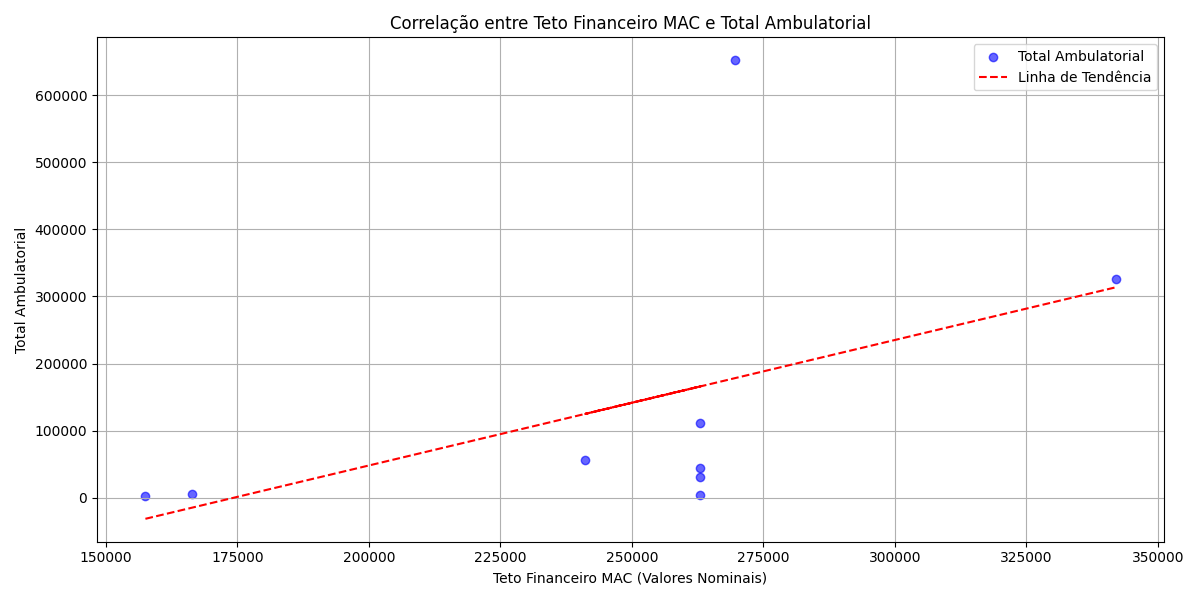 Correlação entre Teto Financeiro MAC e Total Ambulatorial
Total Ambulatorial
Linha de Tendência
Total Ambulatorial
600000
500000
400000
300000
200000
100000
0
150000 175000 200000 225000 250000 275000 300000 325000 350000
Teto Financeiro MAC (Valores Nominais)